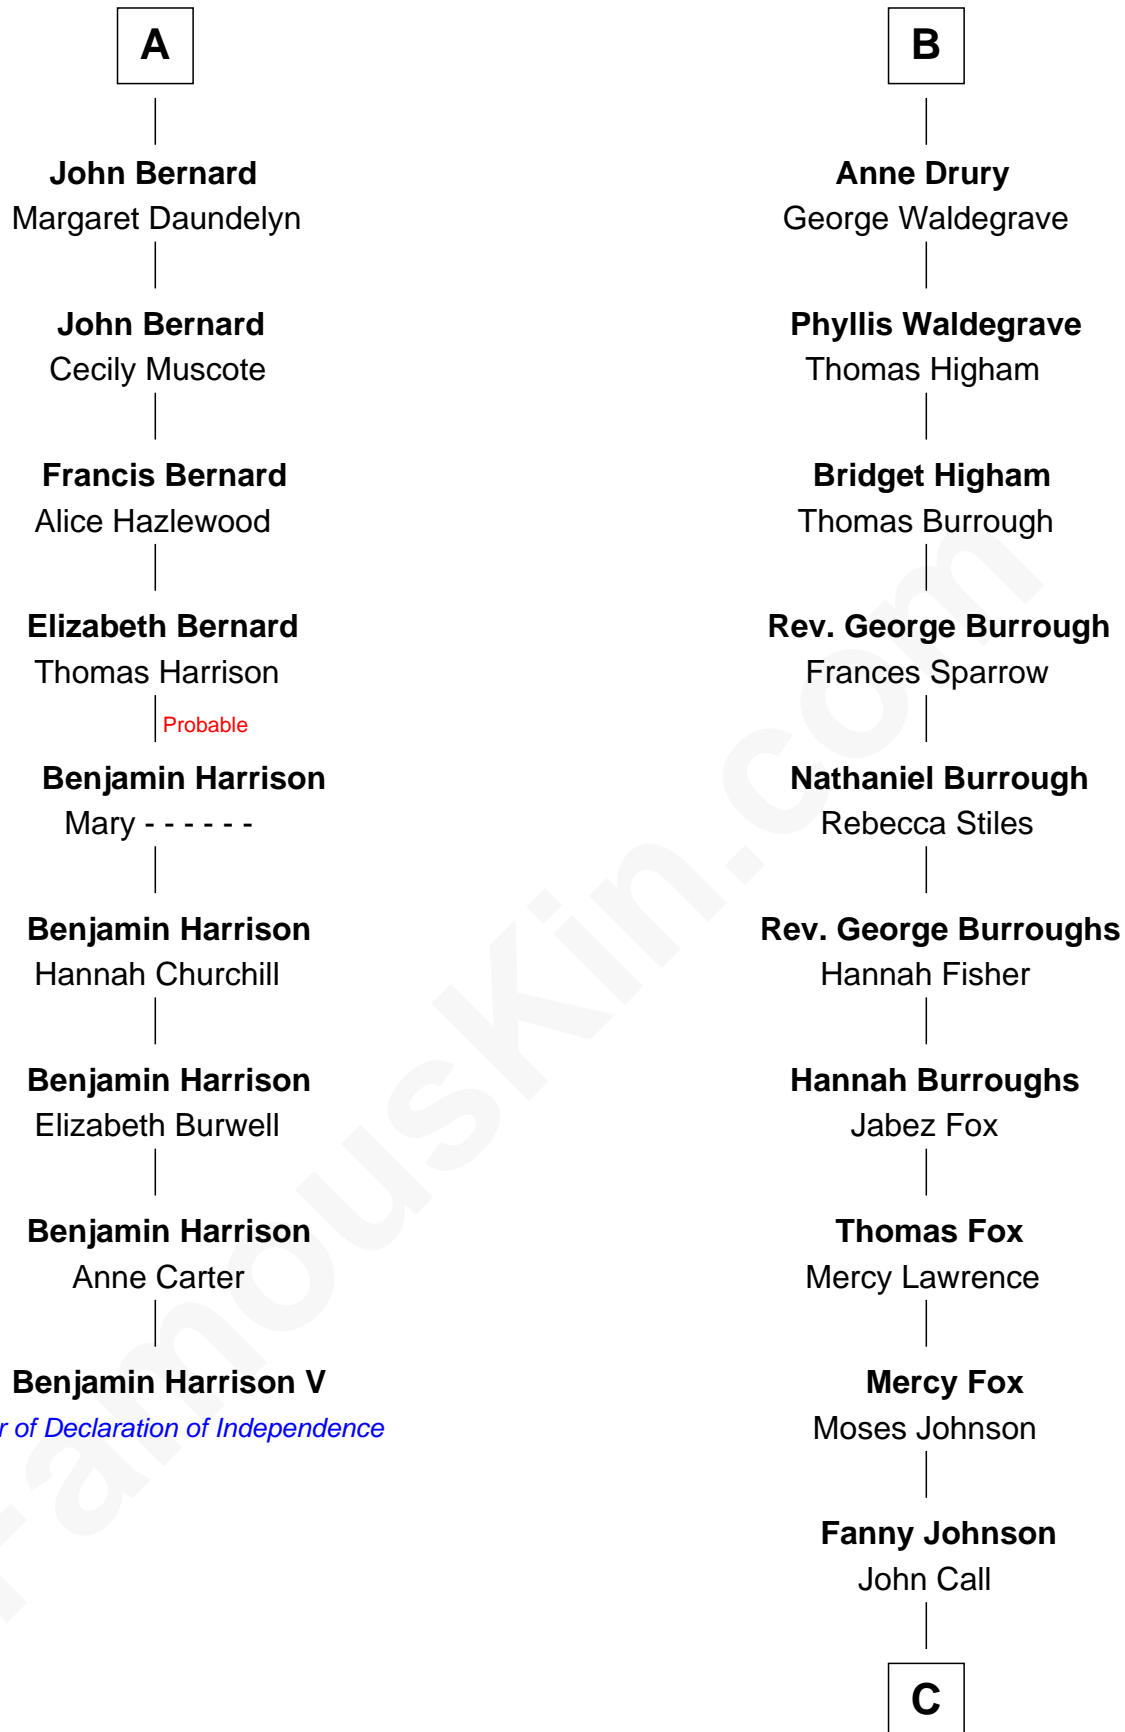 A
John Bernard
Margaret Daundelyn
John Bernard
Cecily Muscote
Francis Bernard
Alice Hazlewood
Elizabeth Bernard
Thomas Harrison
Probable
Benjamin Harrison
Mary - - - - - -
Benjamin Harrison
Hannah Churchill
Benjamin Harrison
Elizabeth Burwell
Benjamin Harrison
Anne Carter
Benjamin Harrison V
r of Declaration of Independence
B
Anne Drury
George Waldegrave
Phyllis Waldegrave
Thomas Higham
Bridget Higham
Thomas Burrough
Rev. George Burrough
Frances Sparrow
Nathaniel Burrough
Rebecca Stiles
Rev. George Burroughs
Hannah Fisher
Hannah Burroughs
Jabez Fox
Thomas Fox
Mercy Lawrence
Mercy Fox
Moses Johnson
Fanny Johnson
John Call
C
FamousKin.com